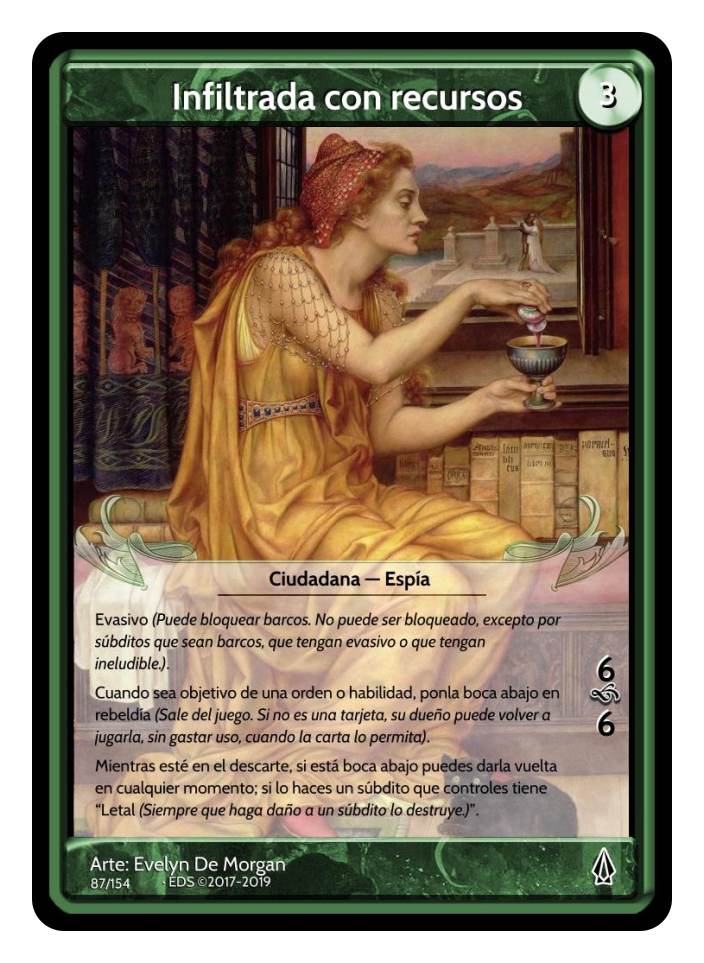 Infiltrada con recursos
3
Ciudadana — Espía
Evasivo (Puede bloquear barcos. No puede ser bloqueado, excepto por
súbditos que sean barcos, que tengan evasivo o que tengan
ineludible.).
Cuando sea objetivo de una orden o habilidad, ponla boca abajo en
rebeldía (Sale del juego. Si no es una tarjeta, su dueño puede volver a
jugarla, sin gastar uso, cuando la carta lo permita).
Mientras esté en el descarte, si está boca abajo puedes darla vuelta
en cualquier momento; si lo haces un súbdito que controles tiene
“Letal (Siempre que haga daño a un súbdito lo destruye.)”.
6
6
Arte: Evelyn De Morgan
87/154 · EDS ©2017-2019